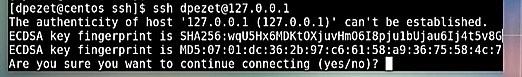 [dpezet@centos ssh]$ ssh dpezet@127.0.0.1
The authenticity of host '127.0.0.1 (127.0.0.1)' can't be established.
ECDSA key fingerprint is SHA256:wqU5Hx6MDKtOXjuvHmO6I8pju1bUjau6Ij4t5v8G
ECDSA key fingerprint is MD5:07:01:dc:36:2b:97:c6:61:58:a9:36:75:58:4c:7
Are you sure you want to continue connecting (yes/no)?